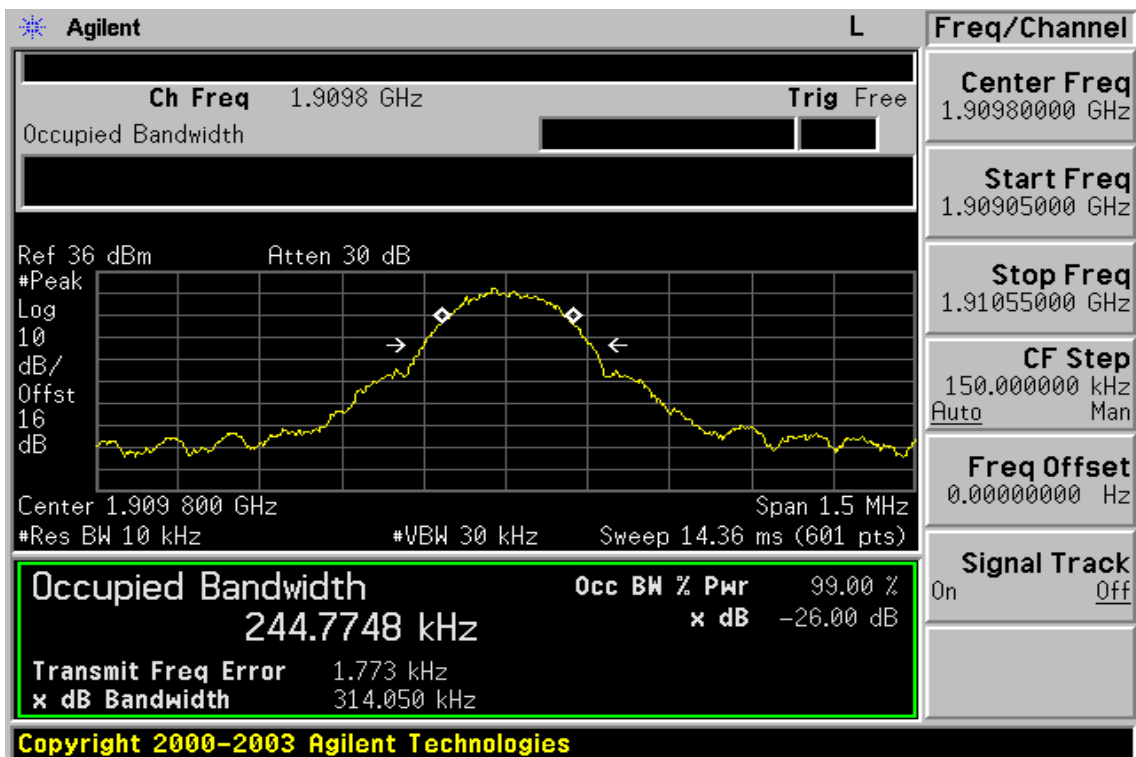 Agilent L
Freq/Channel
Ch Freq 1.9098 GHz Trig Free
Occupied Bandwidth
Center Freq
1.90980000 GHz
Start Freq
1.90905000 GHz
Stop Freq
1.91055000 GHz
CF Step
150.000000 kHz
Auto Man
Freq Offset
0.00000000 Hz
Signal Track
On Off
Ref 36 dBm Atten 30 dB
#Peak
Log
10
dB/
Offst
16
dB
Center 1.909 800 GHz Span 1.5 MHz
#Res BW 10 kHz #VBW 30 kHz Sweep 14.36 ms (601 pts)
Occupied Bandwidth Occ BW % Pwr 99.00 %
244.7748 kHz x dB -26.00 dB
Transmit Freq Error 1.773 kHz
x dB Bandwidth 314.050 kHz
Copyright 2000-2003 Agilent Technologies